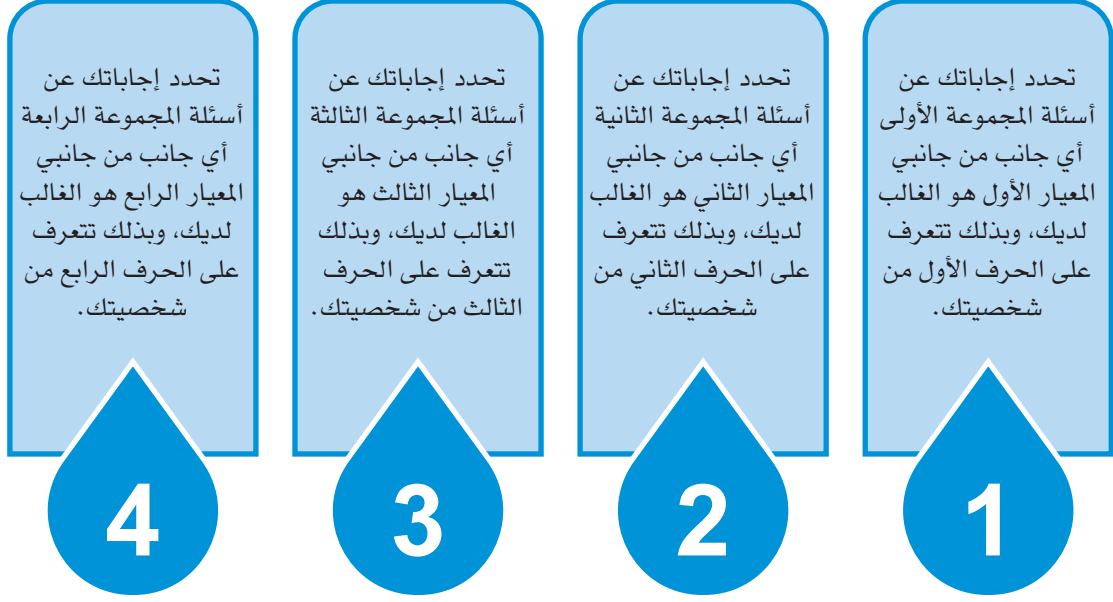 تحدد إجاباتك عن
أسئلة المجموعة الأولى
أي جانب من جانبي
المعيار الأول هو الغالب
لديك، وبذلك تتعرف
على الحرف الأول من
شخصيتك.
1
تحدد إجاباتك عن
أسئلة المجموعة الثانية
أي جانب من جانبي
المعيار الثاني هو الغالب
لديك، وبذلك تتعرف
على الحرف الثاني من
شخصيتك.
2
تحدد إجاباتك عن
أسئلة المجموعة الثالثة
أي جانب من جانبي
المعيار الثالث هو
الغالب لديك، وبذلك
تتعرف على الحرف
الثالث من شخصيتك.
3
تحدد إجاباتك عن
أسئلة المجموعة الرابعة
أي جانب من جانبي
المعيار الرابع هو الغالب
لديك، وبذلك تتعرف
على الحرف الرابع من
شخصيتك.
4